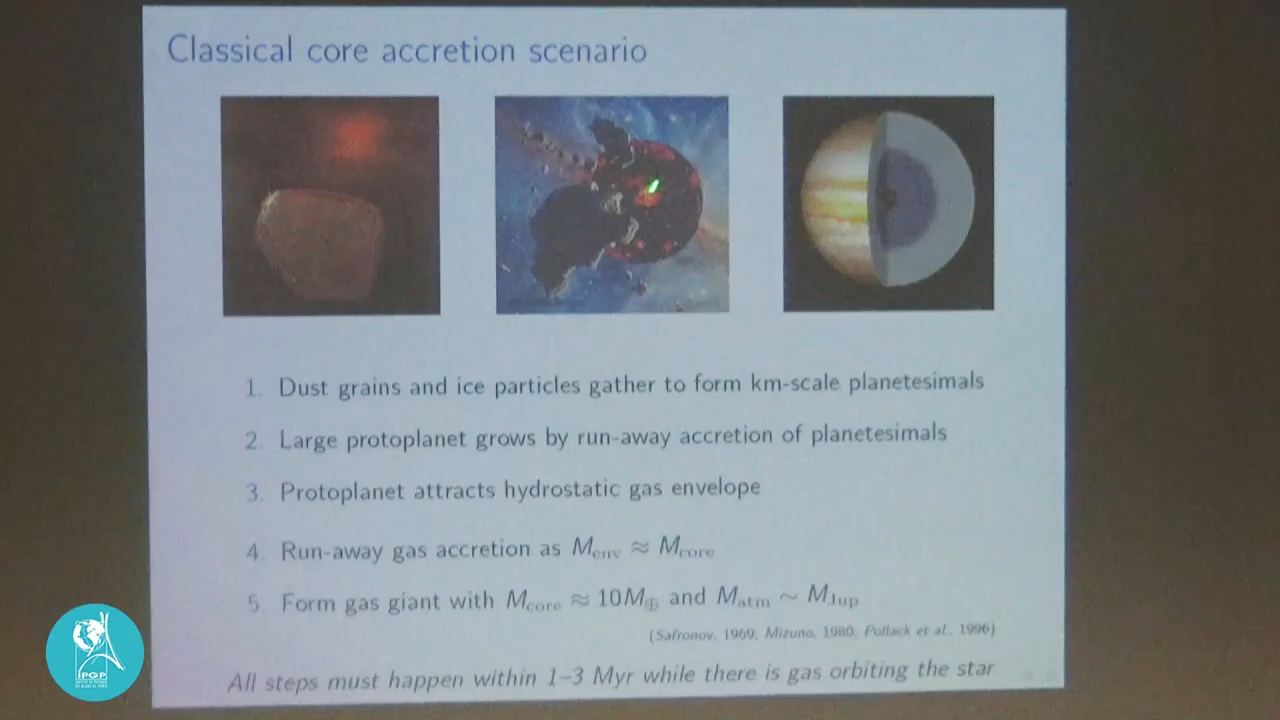 Classical core accretion scenario
1. Dust grains and ice particles gather to form km-scale planetesimals
2. Large protoplanet grows by run-away accretion of planetesimals
3. Protoplanet attracts hydrostatic gas envelope
4. Run-away gas accretion as M_env ≈ M_core
5. Form gas giant with M_core ≈ 10M_⊕ and M_atm ~ M_Jup
(Safronov, 1969, Mizuno, 1980, Pollack et al., 1996)
All steps must happen within 1–3 Myr while there is gas orbiting the star
PGP